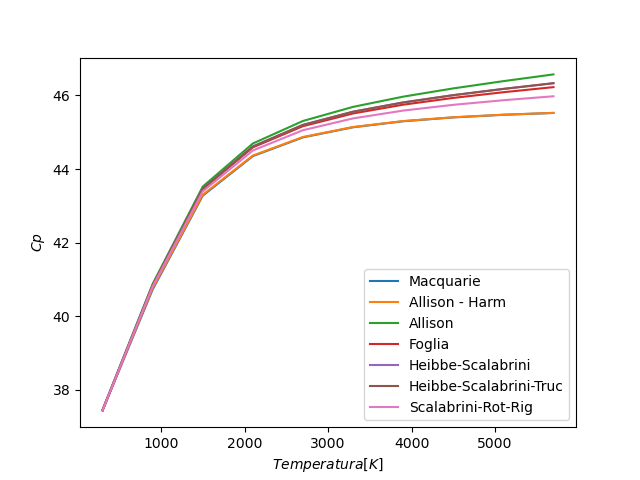 46
44
42
40
38
Cp
1000
2000
3000
4000
5000
Temperatura[K]
Macquarie
Allison - Harm
Allison
Foglia
Heibbe-Scalabrini
Heibbe-Scalabrini-Truc
Scalabrini-Rot-Rig